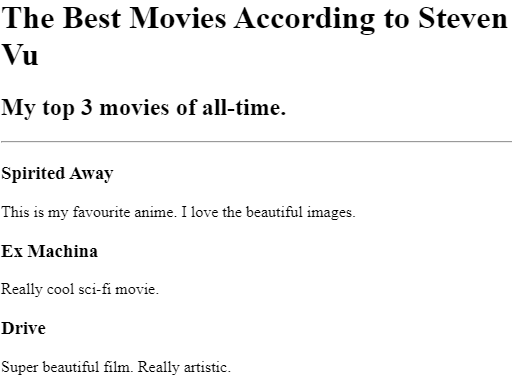 The Best Movies According to Steven
Vu
My top 3 movies of all-time.
Spirited Away
This is my favourite anime. I love the beautiful images.
Ex Machina
Really cool sci-fi movie.
Drive
Super beautiful film. Really artistic.